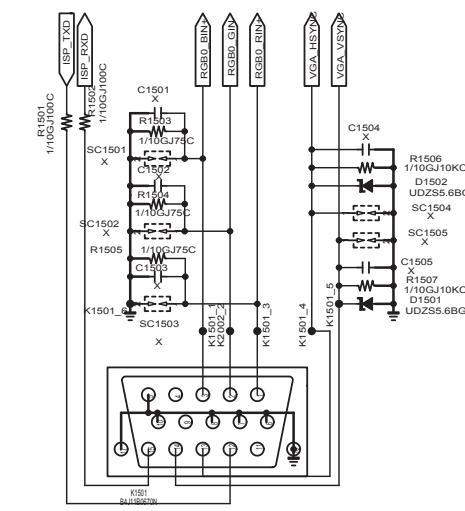 ISP_TXD
ISP_RXD
RGB0_BIN+
RGB0_GIN
RGB0_RIN+
VGA_HSYNC
VGA_VSYNC
R1501
1/10GJ100C
R1502
1/10GJ100C
C1501
X
R1503
1/10GJ75C
SC1501
X
C1502
X
R1504
1/10GJ75C
SC1502
X
R1505
1/10GJ75C
C1503
X
K1501_6
SC1503
X
C1504
X
R1506
1/10GJ10KC
D1502
UDZS5.6BG
SC1504
X
SC1505
X
C1505
X
R1507
1/10GJ10KC
D1501
UDZS5.6BG
K1501_1
K2002_2
K1501_3
K1501_4
K1501_5
K1501
B4J11B0670N